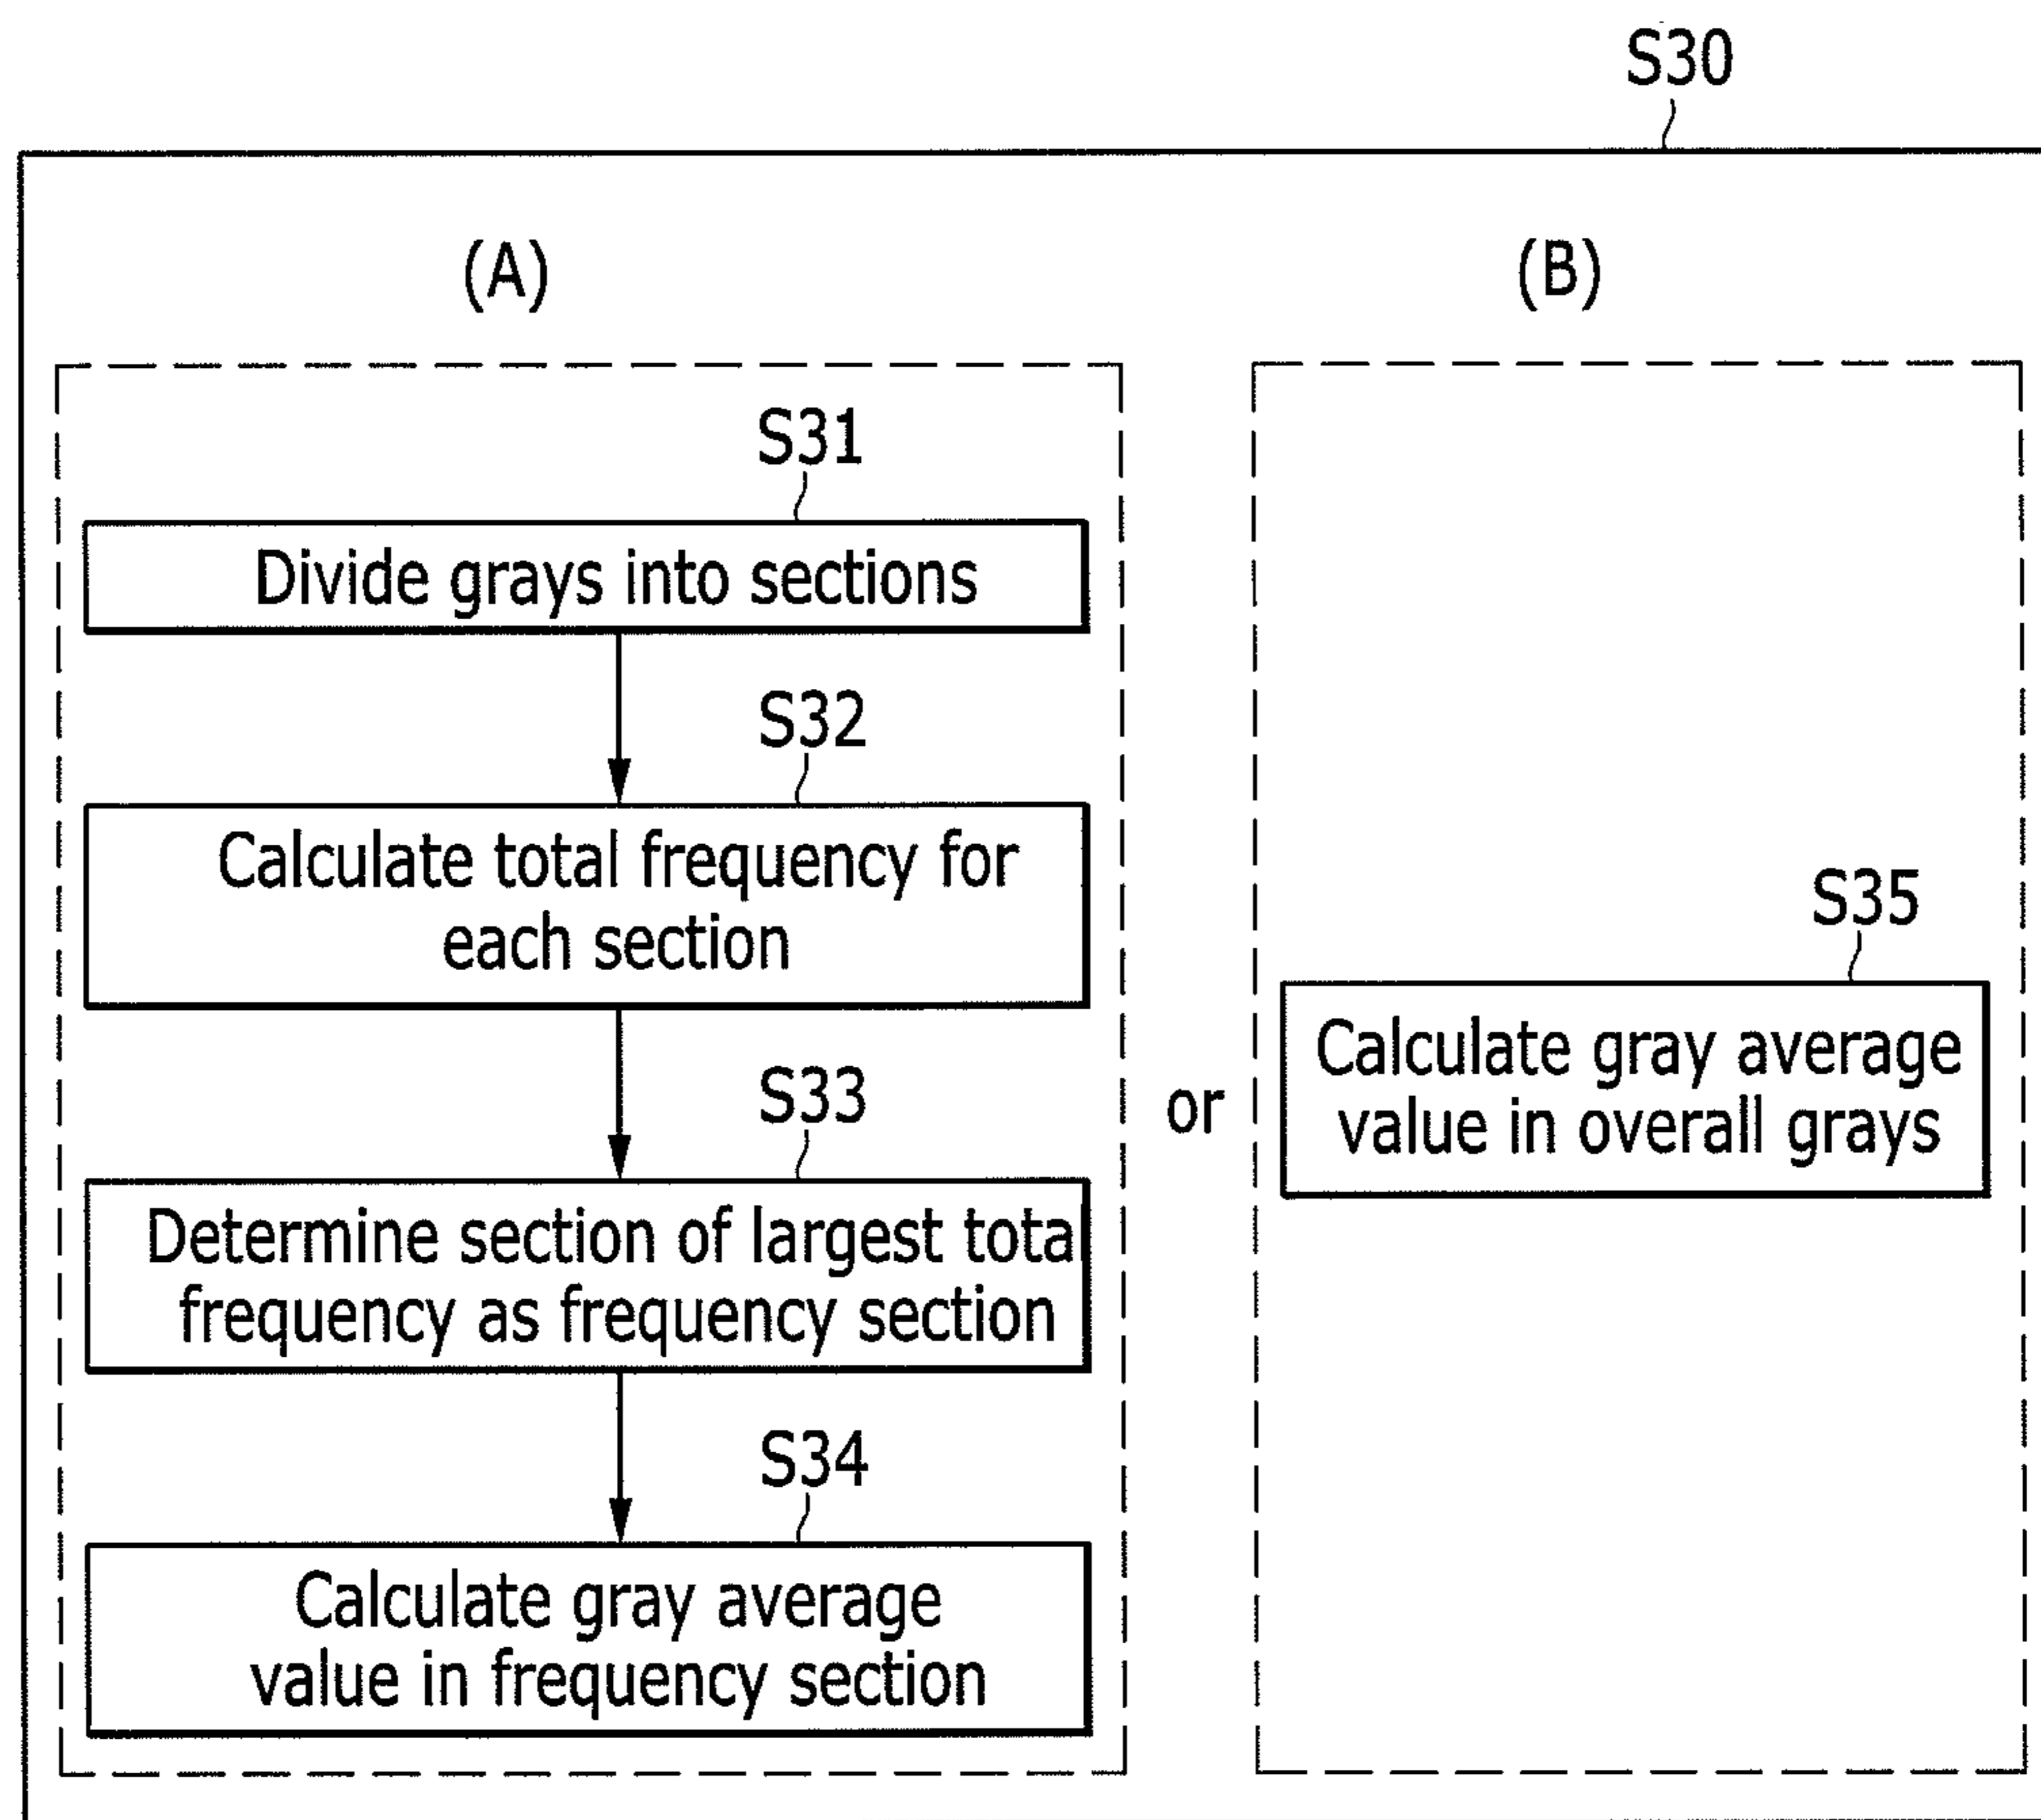 S30
(A)
(B)
S31
Divide grays into sections
S32
Calculate total frequency for
each section
S33
Determine section of largest total
frequency as frequency section
S34
Calculate gray average
value in frequency section
or
S35
Calculate gray average
value in overall grays